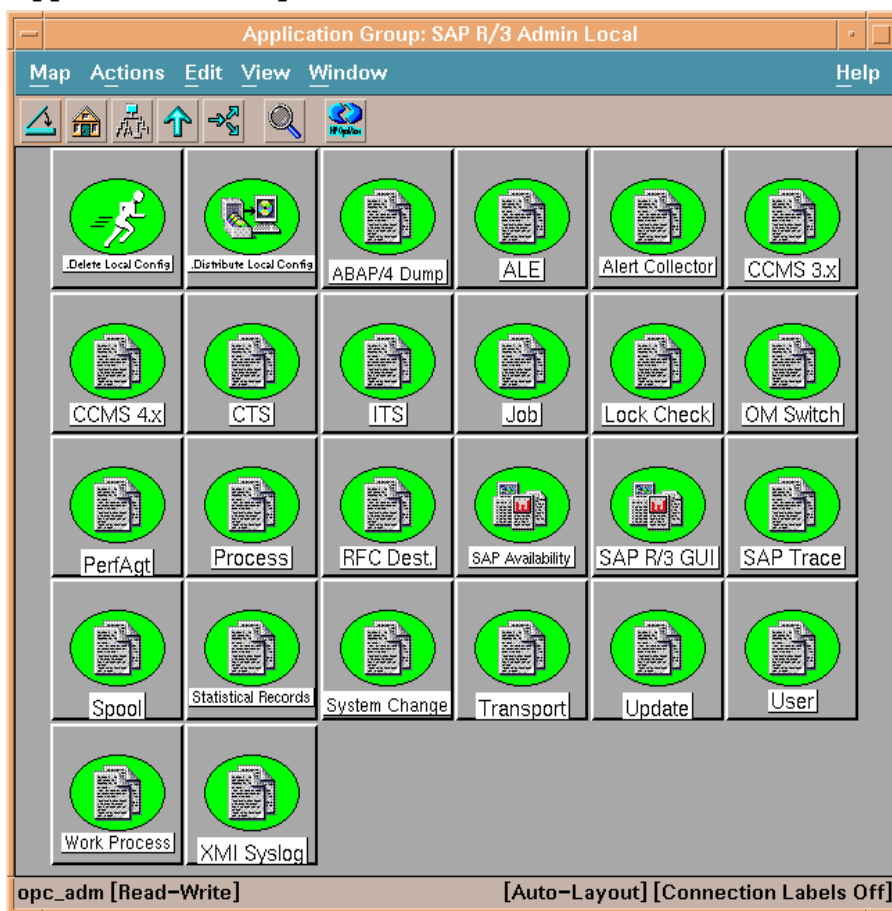 Application Group: SAP R/3 Admin Local
Map Actions Edit View Window Help
HP OpenView
.Delete Local Config .Distribute Local Config ABAP/4 Dump ALE Alert Collector CCMS 3.x
CCMS 4.x CTS ITS Job Lock Check OM Switch
PerfAgt Process RFC Dest. SAP Availability SAP R/3 GUI SAP Trace
Spool Statistical Records System Change Transport Update User
Work Process XMI Syslog
opc_adm [Read-Write] [Auto-Layout] [Connection Labels Off]